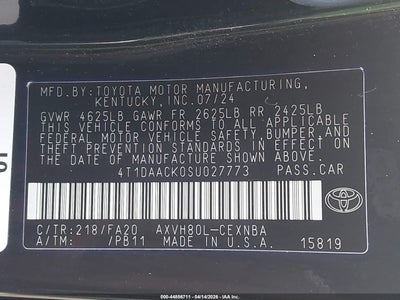 MFD.BY:TOYOTA MOTOR MANUFACTURING,
KENTUCKY,INC.07/24
GVWR 4625LB GAWR FR 2625LB RR 2425LB
THIS VEHICLE CONFORMS TO ALL APPLICABLE
FEDERAL MOTOR VEHICLE SAFETY,BUMPER,AND
THEFT PREVENTION STANDARDS IN EFFECT ON
THE DATE OF MANUFACTURE SHOWN ABOVE.
4T1DAACK0SU027773 PASS.CAR
C/TR:218/FA20 AXVH80L-CEXNBA
A/TM: /PB11 MADE IN U.S.A. 15819
TOYOTA
000-44856711 - 04/14/2026 - IAA Inc.